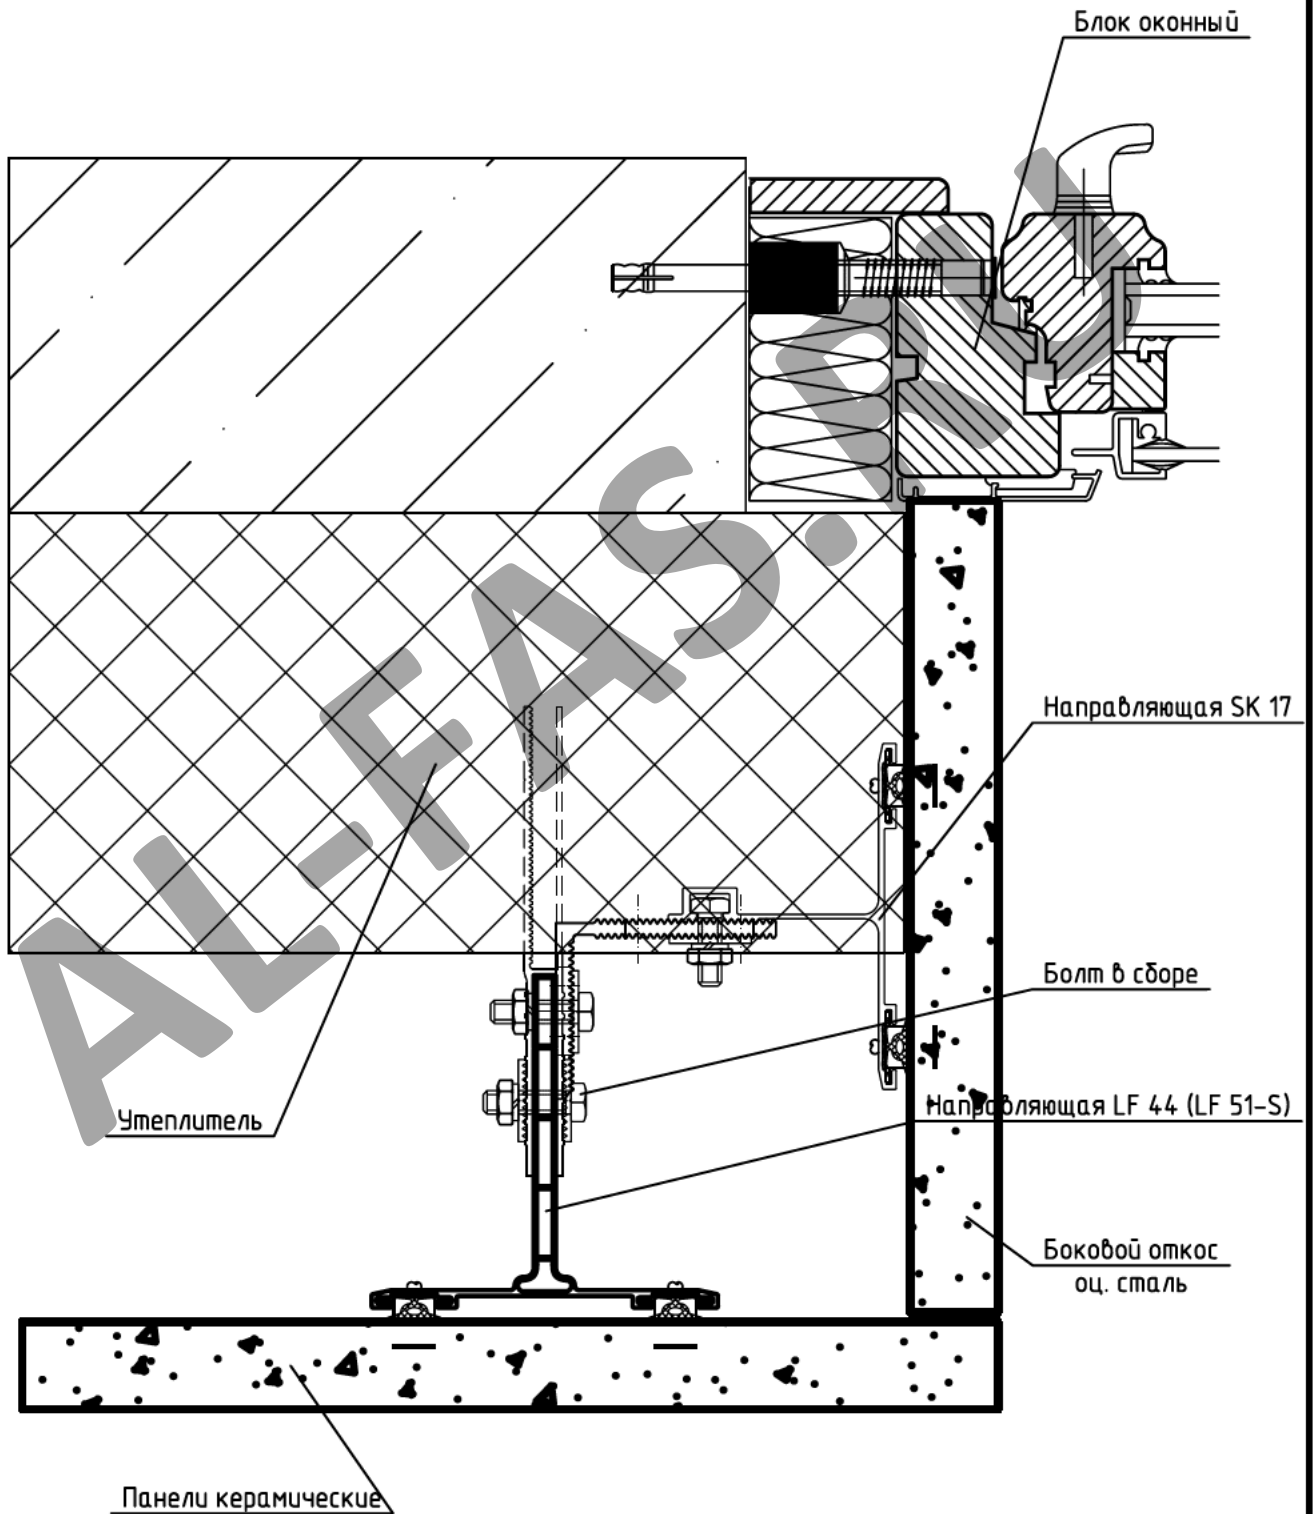 Блок оконный
AL-FAS.RU
Направляющая SK 17
Болт в сборе
Направляющая LF 44 (LF 51-S)
Утеплитель
Боковой откос
оц. сталь
Панели керамические